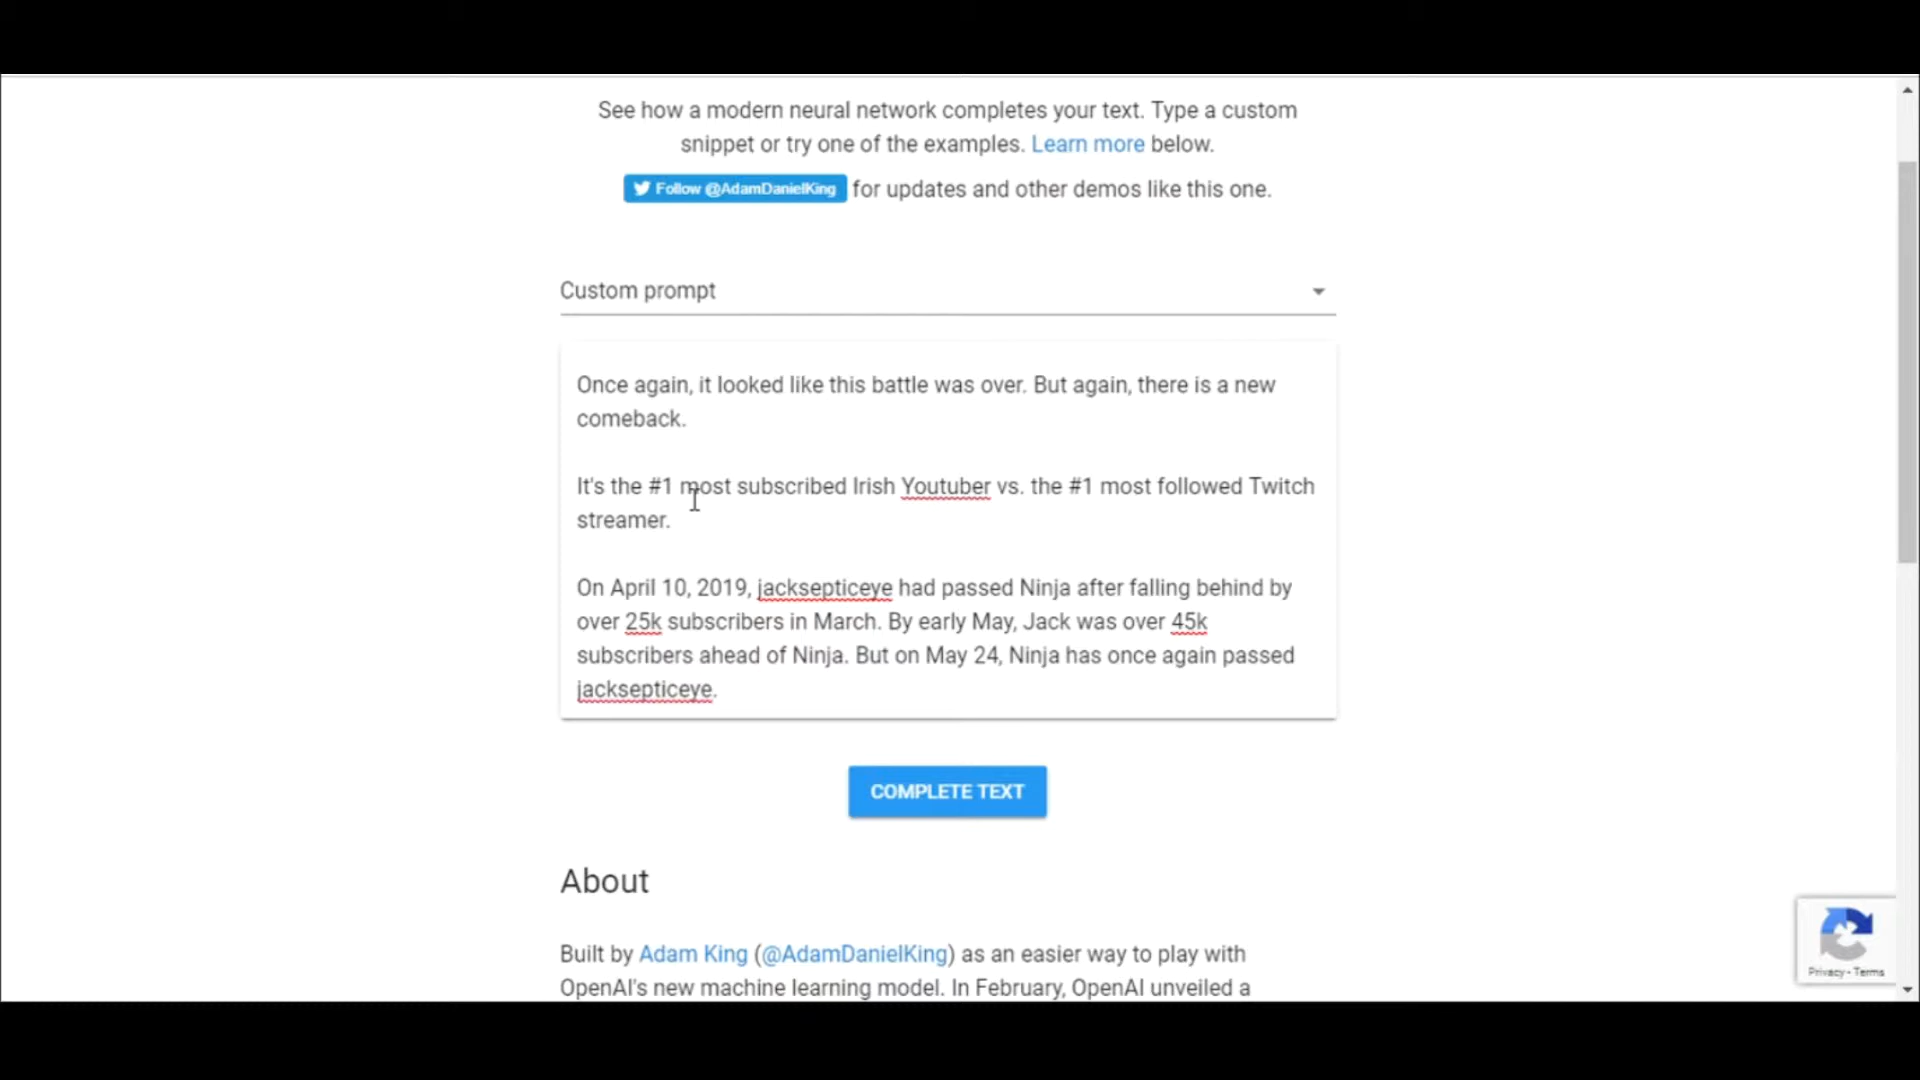 See how a modern neural network completes your text. Type a custom
snippet or try one of the examples. Learn more below.
Follow @AdamDanielKing for updates and other demos like this one.
Custom prompt
Once again, it looked like this battle was over. But again, there is a new
comeback.
It's the #1 most subscribed Irish Youtuber vs. the #1 most followed Twitch
streamer.
On April 10, 2019, jacksepticeye had passed Ninja after falling behind by
over 25k subscribers in March. By early May, Jack was over 45k
subscribers ahead of Ninja. But on May 24, Ninja has once again passed
jacksepticeye.
COMPLETE TEXT
About
Built by Adam King (@AdamDanielKing) as an easier way to play with
OpenAI's new machine learning model. In February, OpenAI unveiled a
Privacy - Terms